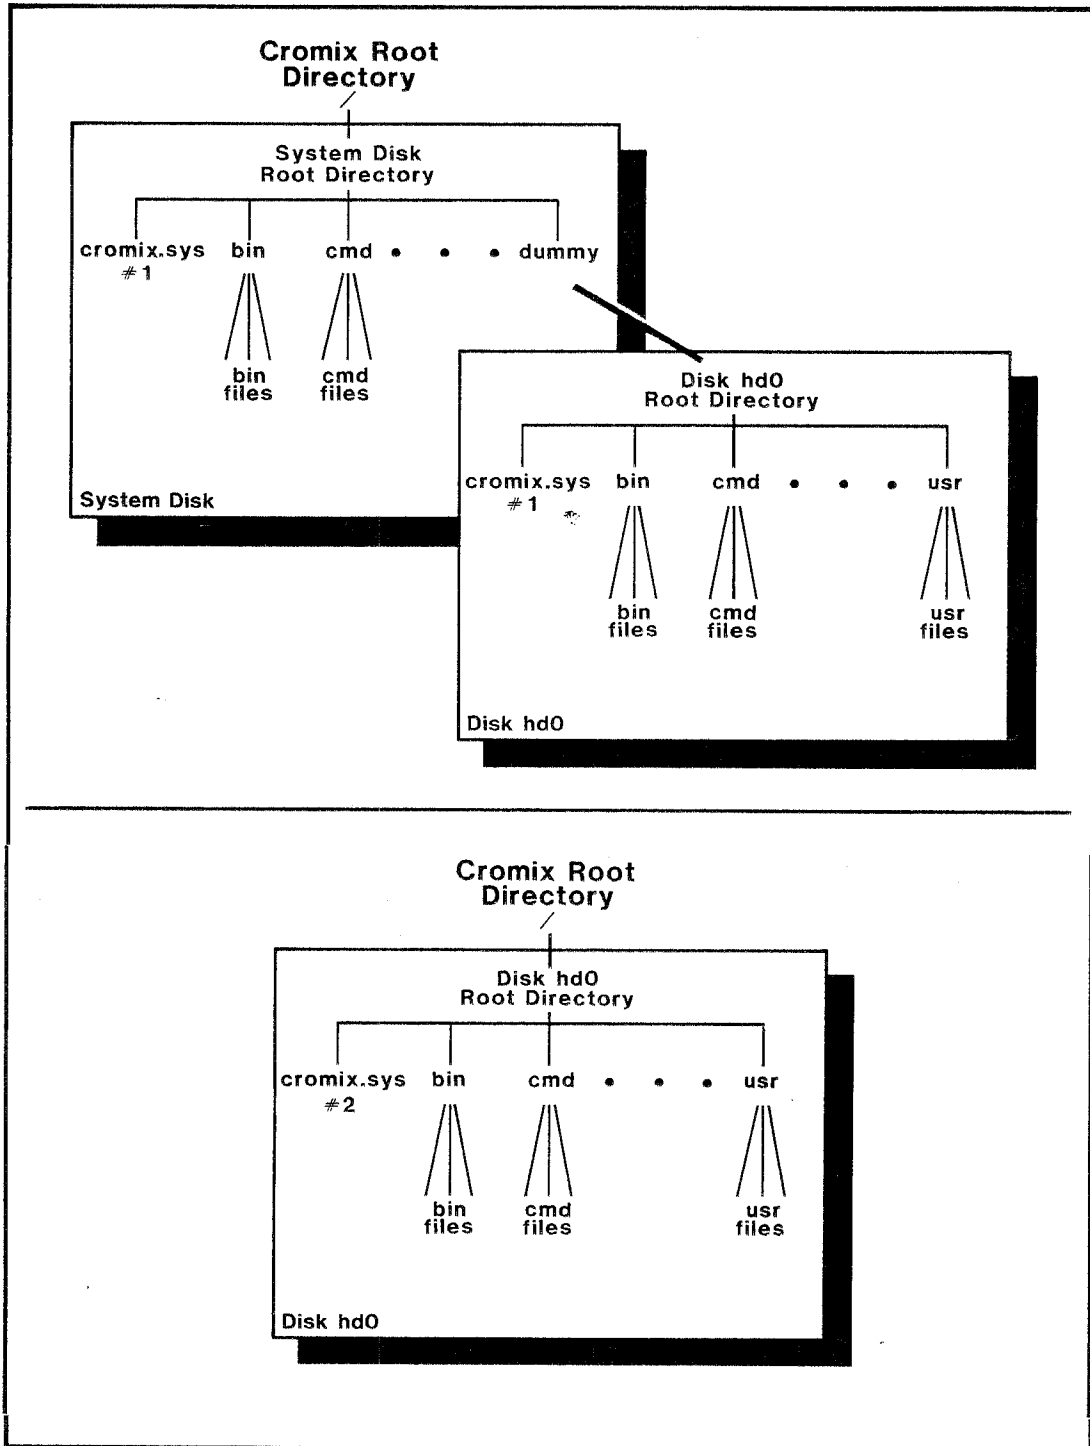 Cromix Root
Directory
/
System Disk
Root Directory
cromix.sys bin cmd • • • dummy
#1
bin cmd
files files
System Disk
Disk hd0
Root Directory
cromix.sys bin cmd • • • usr
#1
bin cmd usr
files files files
Disk hd0
Cromix Root
Directory
/
Disk hd0
Root Directory
cromix.sys bin cmd • • • usr
#2
bin cmd usr
files files files
Disk hd0